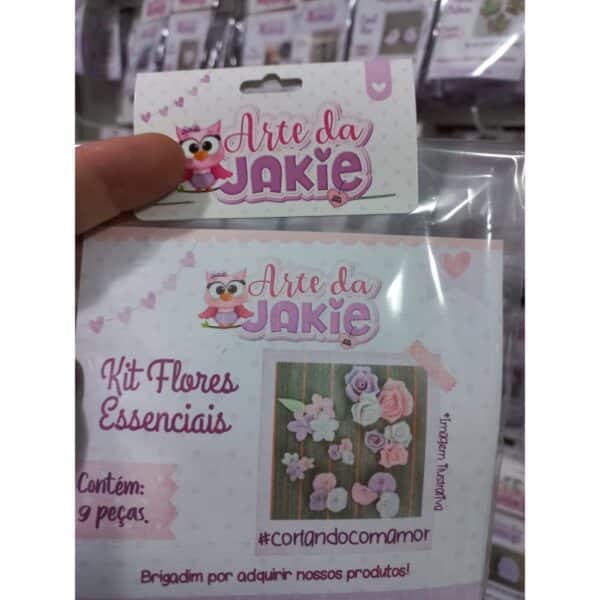 Arte da
JAKIE
Arte da
JAKIE
Kit Flores
Essenciais
Contém:
9 peças.
*Imagem Ilustrativa
#cortandocomamor
Brigadim por adquirir nossos produtos!